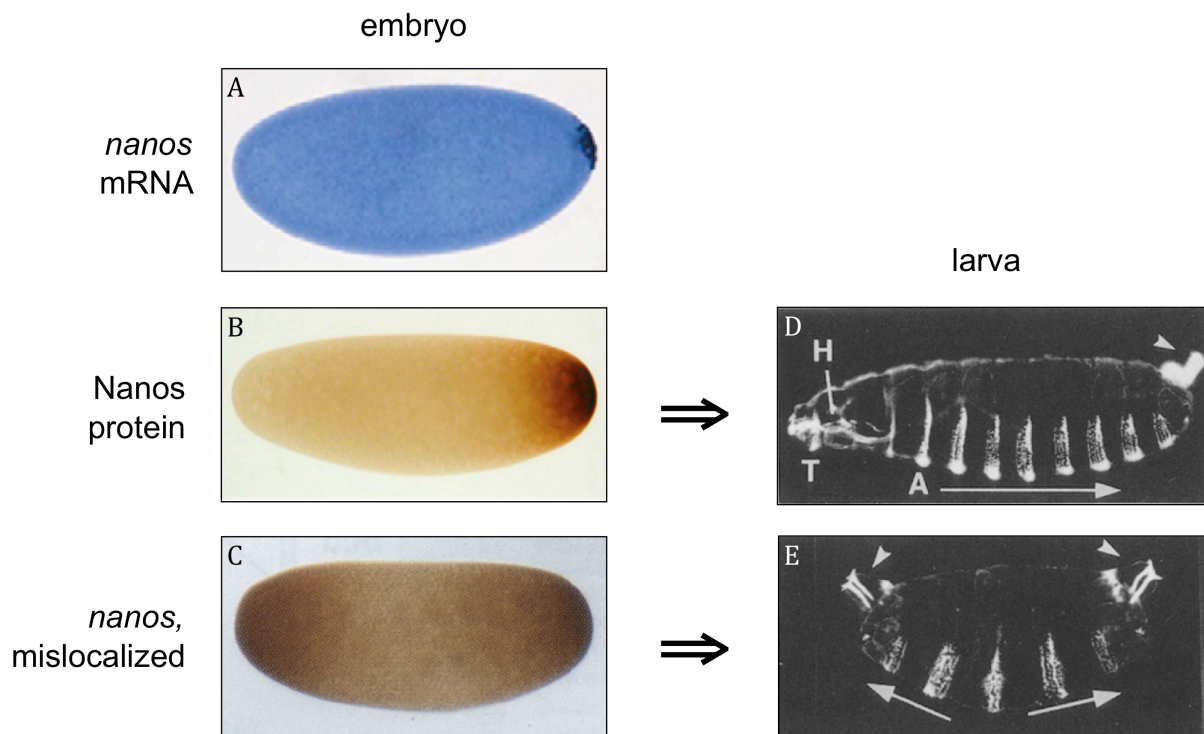 embryo
A
nanos
mRNA
larva
B
Nanos
protein
D
H
T
A
C
nanos,
mislocalized
E